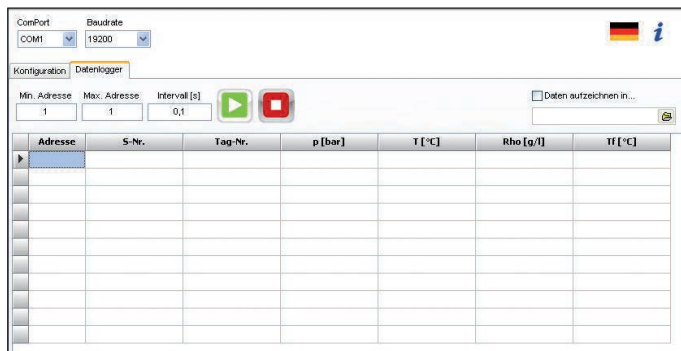 ComPort Baudrate
COM1 19200
i
Konfiguration Datenlogger
Min. Adresse Max. Adresse Intervall [s]
1 1 0,1
Daten aufzeichnen in...
Adresse S-Nr. Tag-Nr. p [bar] T [°C] Rho [g/l] Tf [°C]